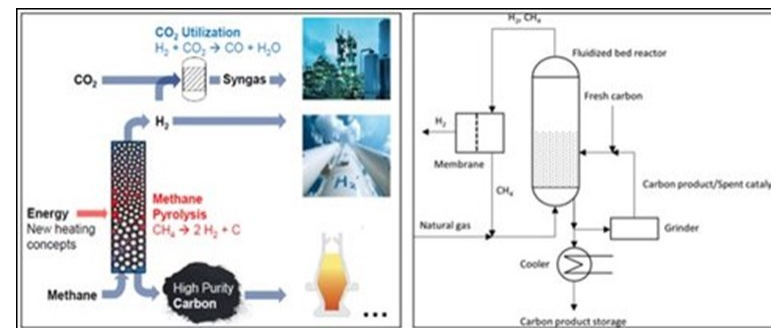 CO₂ Utilization
H₂ + CO₂ → CO + H₂O
CO₂
Syngas
H₂
H₂
Energy
New heating
concepts
Methane
Pyrolysis
CH₄ → 2 H₂ + C
Methane
High Purity
Carbon
...
H₂, CH₄
Fluidized bed reactor
Fresh carbon
H₂
Membrane
Carbon product/Spent cataly
CH₄
Natural gas
Grinder
Cooler
Carbon product storage